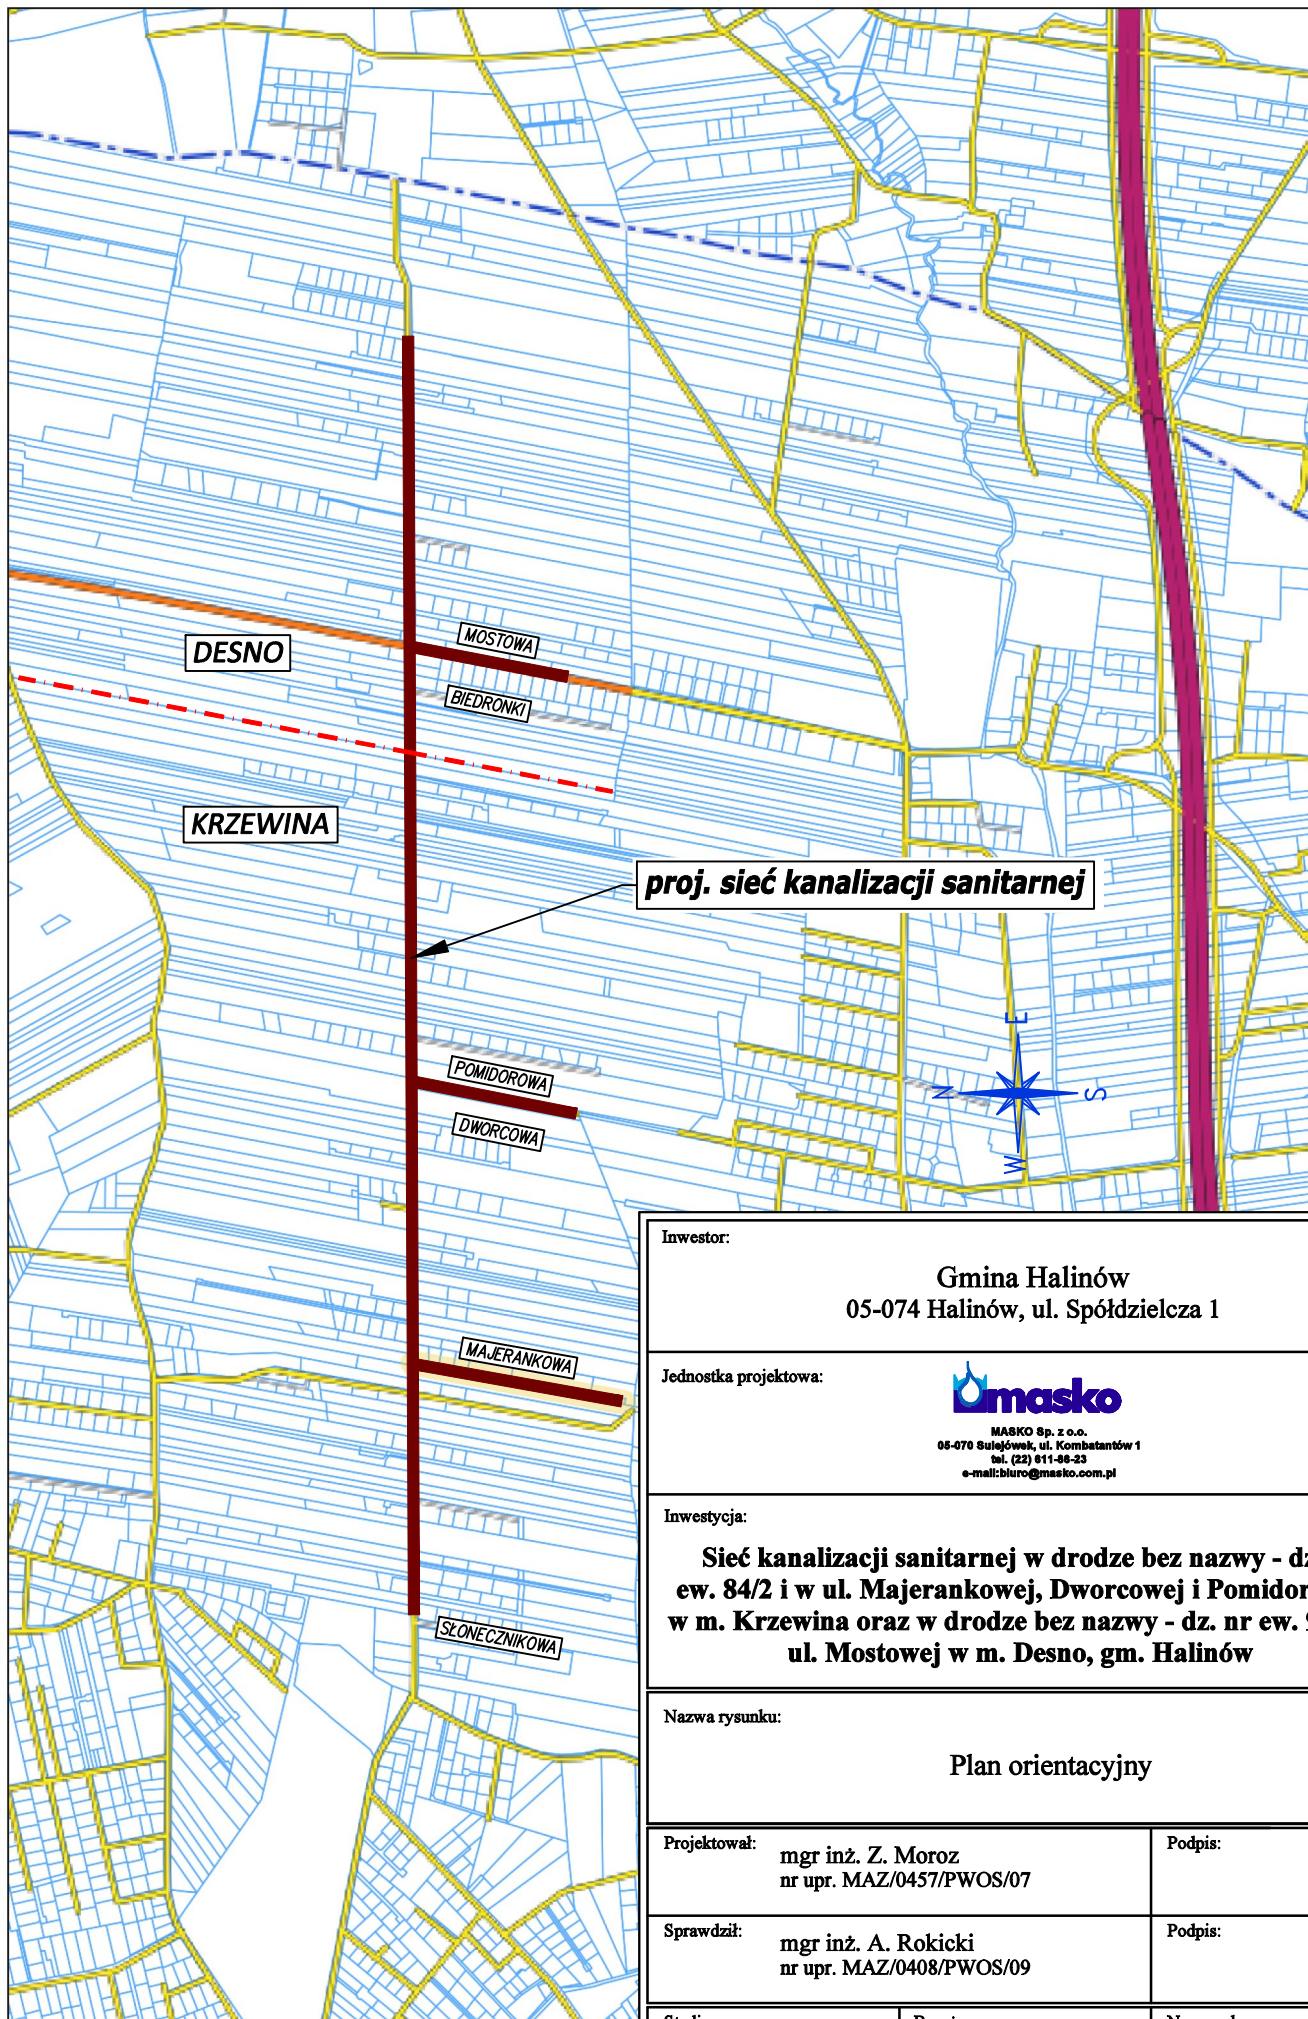 MOSTOWA
DESNO
BIEDRONKI
KRZEWINA
proj. sieć kanalizacji sanitarnej
POMIDOROWA
DWORCOWA
E
N
S
W
MAJERANKOWA
SŁONECZNIKOWA
Inwestor:
Gmina Halinów
05-074 Halinów, ul. Spółdzielcza 1
Jednostka projektowa:
masko
MASKO Sp. z o.o.
05-070 Sulejówek, ul. Kombatantów 1
tel. (22) 611-86-23
e-mail:biuro@masko.com.pl
Inwestycja:
Sieć kanalizacji sanitarnej w drodze bez nazwy - dz
ew. 84/2 i w ul. Majerankowej, Dworcowej i Pomidor
w m. Krzewina oraz w drodze bez nazwy - dz. nr ew.
ul. Mostowej w m. Desno, gm. Halinów
Nazwa rysunku:
Plan orientacyjny
Projektował:
mgr inż. Z. Moroz
nr upr. MAZ/0457/PWOS/07
Podpis:
Sprawdził:
mgr inż. A. Rokicki
nr upr. MAZ/0408/PWOS/09
Podpis: